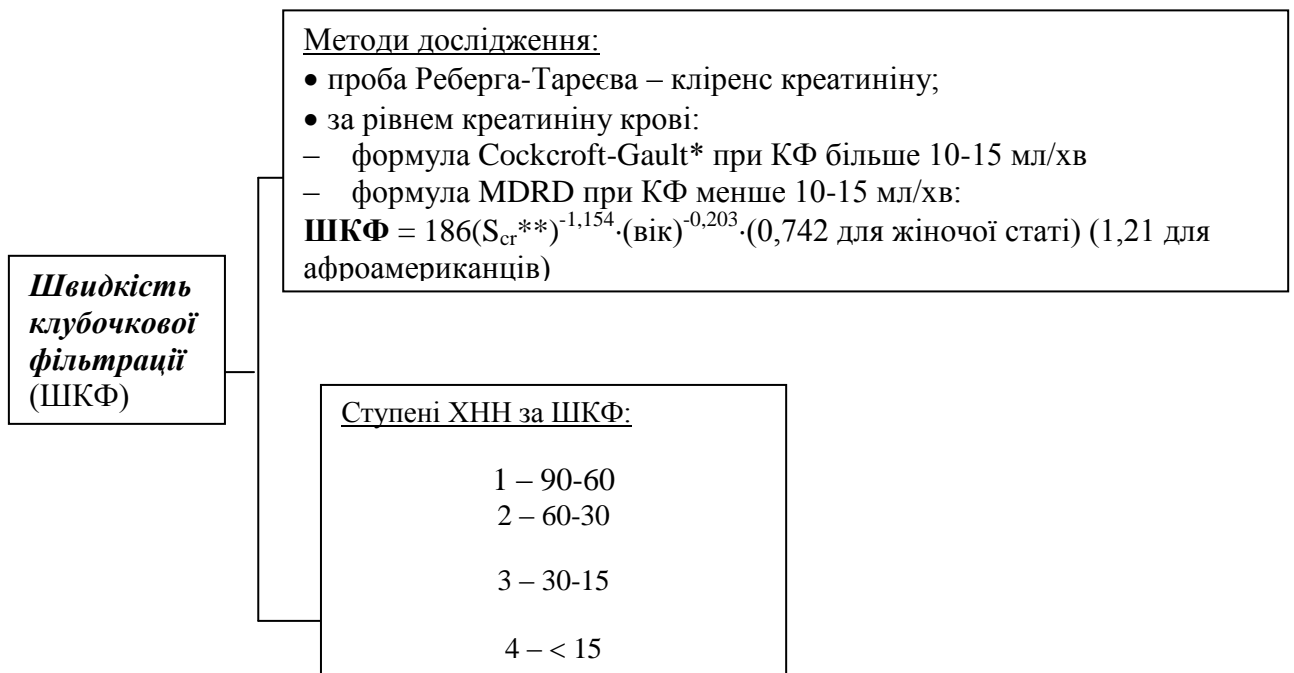 Методи дослідження:
• проба Реберга-Тареєва – кліренс креатиніну;
• за рівнем креатиніну крові:
– формула Cockcroft-Gault* при КФ більше 10-15 мл/хв
– формула MDRD при КФ менше 10-15 мл/хв:
ШКФ = 186(Scr**)-1,154·(вік)-0,203·(0,742 для жіночої статі) (1,21 для
афроамериканців)
Швидкість
клубочкової
фільтрації
(ШКФ)
Ступені ХНН за ШКФ:
1 – 90-60
2 – 60-30
3 – 30-15
4 – < 15